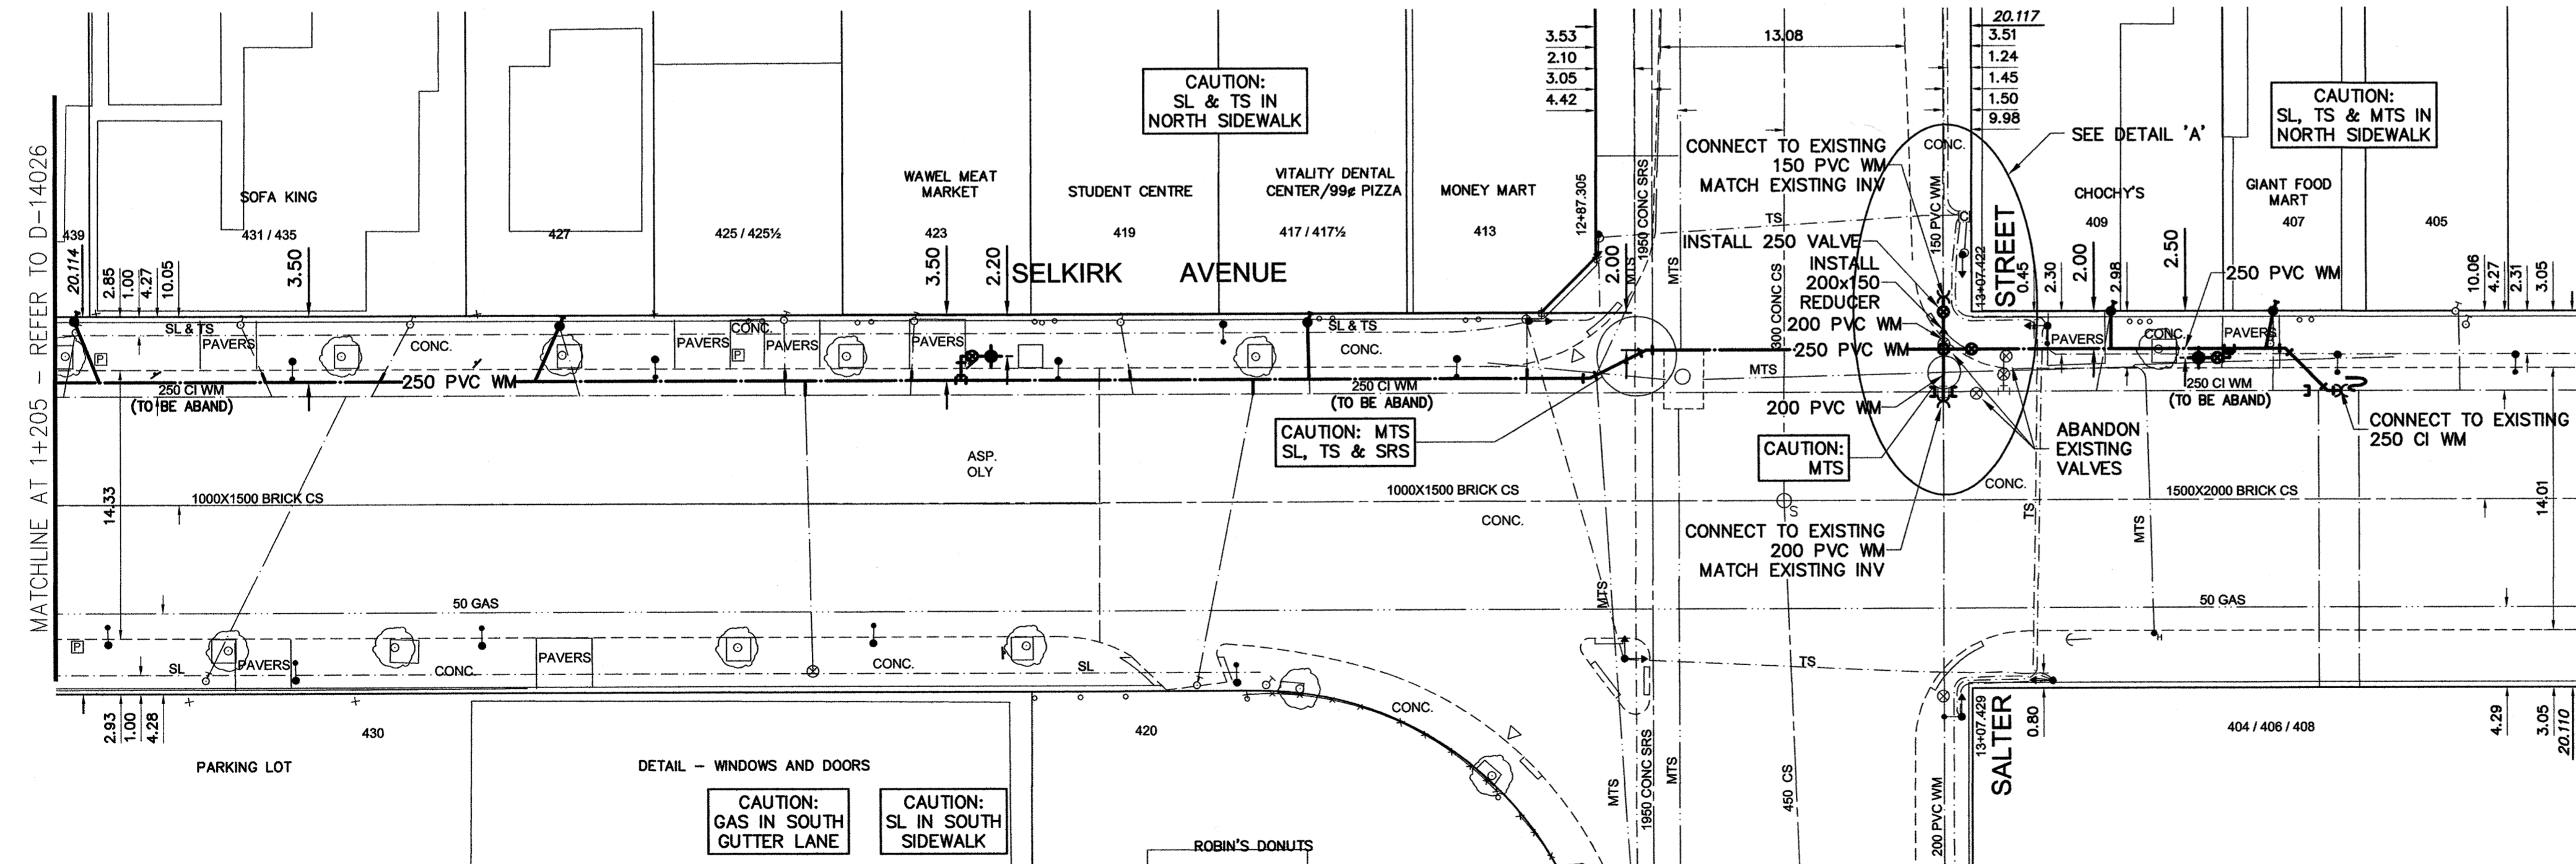 MATCHLINE AT 1+205 – REFER TO D-14026
439
20.114
2.85
1.00
4.27
10.05
SOFA KING
431 / 435
3.50
427
425 / 425½
WAWEL MEAT
MARKET
423
3.50
2.20
STUDENT CENTRE
419
CAUTION:
SL & TS IN
NORTH SIDEWALK
VITALITY DENTAL
CENTER/99¢ PIZZA
417 / 417½
MONEY MART
413
SELKIRK AVENUE
3.53
2.10
3.05
4.42
12+87.305
1950 CONC SRS
2.00
MTS
MTS
13.08
300 CONC CS
TS
CONNECT TO EXISTING
150 PVC WM
MATCH EXISTING INV
INSTALL 250 VALVE
INSTALL
200x150
REDUCER
200 PVC WM
250 PVC WM
MTS
200 PVC WM
CAUTION:
MTS
CONNECT TO EXISTING
200 PVC WM
MATCH EXISTING INV
CONC.
150 PVC WM
20.117
3.51
1.24
1.45
1.50
9.98
SEE DETAIL 'A'
13+07.422
STREET
0.45
2.30
2.00
2.98
2.50
CHOCHY'S
409
CAUTION:
SL, TS & MTS IN
NORTH SIDEWALK
GIANT FOOD
MART
407
405
250 PVC WM
10.06
4.27
2.31
3.05
SL & TS
PAVERS
CONC.
P
250 CI WM
(TO BE ABAND)
250 PVC WM
PAVERS
CONC.
P
PAVERS
PAVERS
SL & TS
CONC.
250 CI WM
(TO BE ABAND)
CAUTION: MTS
SL, TS & SRS
PAVERS
CONC.
PAVERS
250 CI WM
(TO BE ABAND)
CONNECT TO EXISTING
250 CI WM
ABANDON
EXISTING
VALVES
CONC.
ASP.
OLY
14.33
1000X1500 BRICK CS
1000X1500 BRICK CS
CONC.
S
TS
1500X2000 BRICK CS
MTS
14.01
50 GAS
MTS
50 GAS
H
P
SL
PAVERS
CONC.
PAVERS
CONC.
SL
TS
2.93
1.00
4.28
430
PARKING LOT
DETAIL – WINDOWS AND DOORS
CAUTION:
GAS IN SOUTH
GUTTER LANE
CAUTION:
SL IN SOUTH
SIDEWALK
420
ROBIN'S DONUTS
CONC.
MTS
1950 CONC SRS
MTS
450 CS
200 PVC WM
13+07.429
SALTER
0.80
404 / 406 / 408
4.29
3.05
20.110